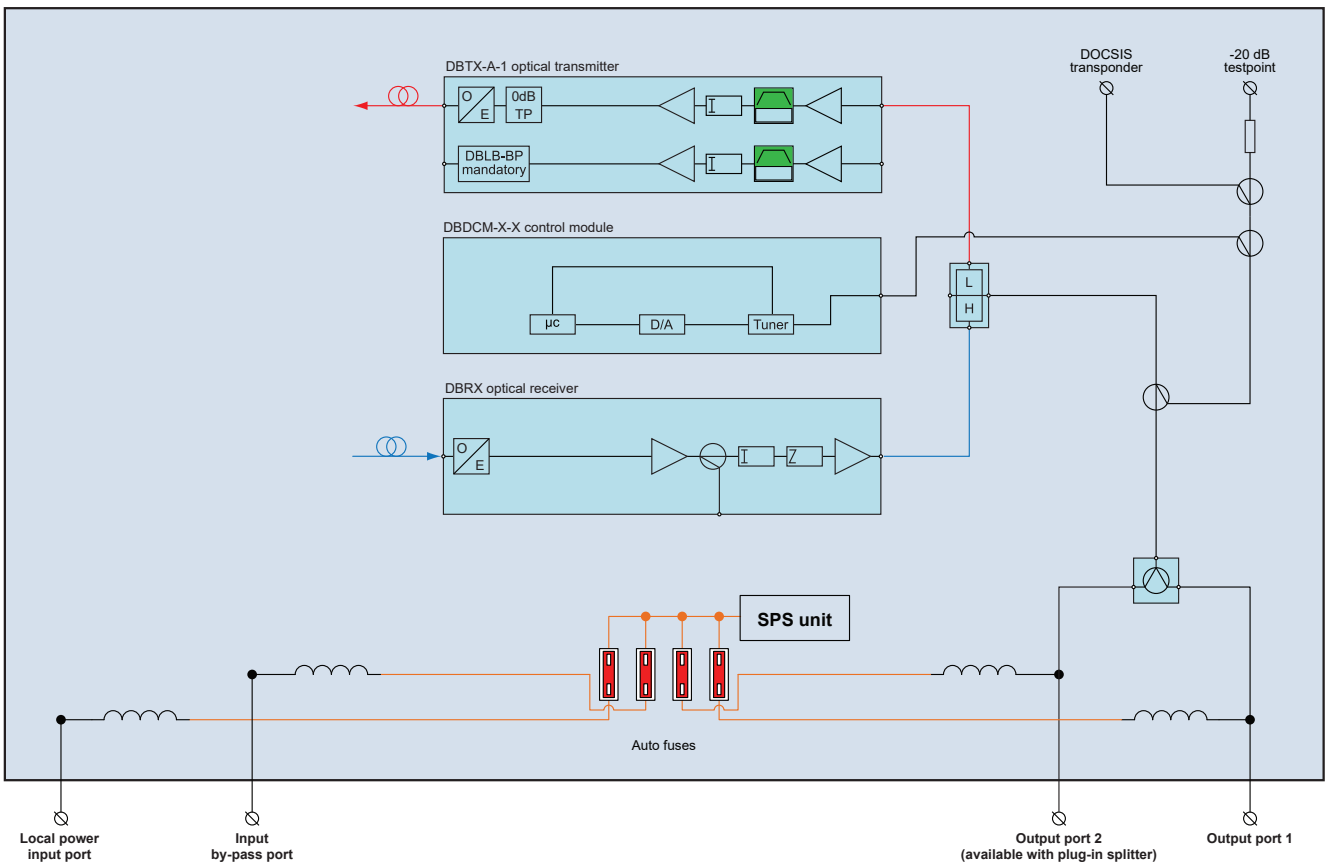 DOCSIS
transponder
-20 dB
testpoint
DBTX-A-1 optical transmitter
O
E
0dB
TP
I
DBLB-BP
mandatory
I
DBDCM-X-X control module
µc
D/A
Tuner
L
H
DBRX optical receiver
O
E
I
Z
SPS unit
Auto fuses
Local power
input port
Input
by-pass port
Output port 2
(available with plug-in splitter)
Output port 1